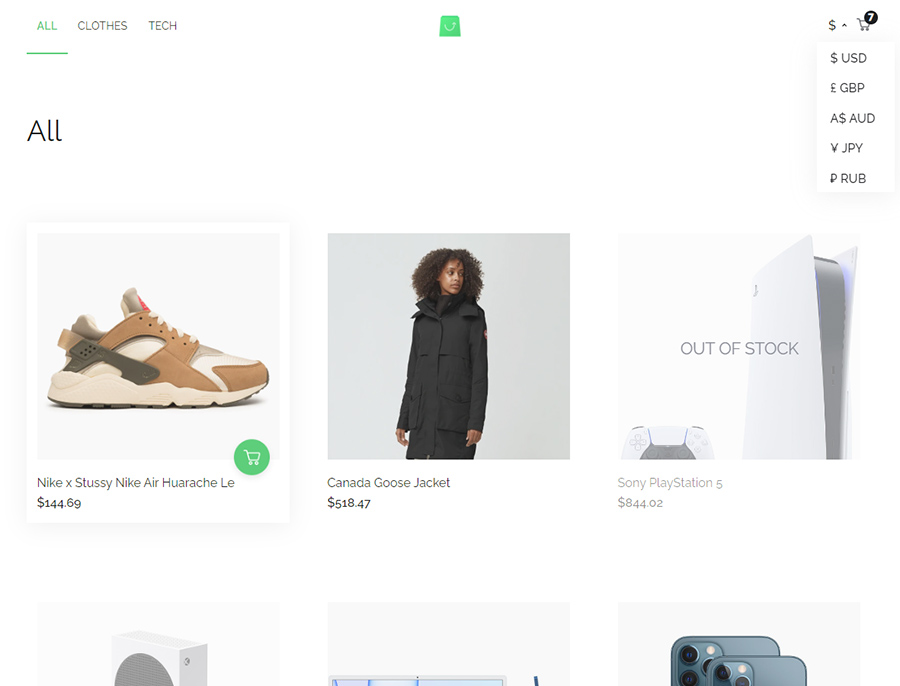 ALL CLOTHES TECH
$ 7
$ USD
£ GBP
A$ AUD
¥ JPY
₽ RUB
All
OUT OF STOCK
Nike x Stussy Nike Air Huarache Le
$144.69
Canada Goose Jacket
$518.47
Sony PlayStation 5
$844.02